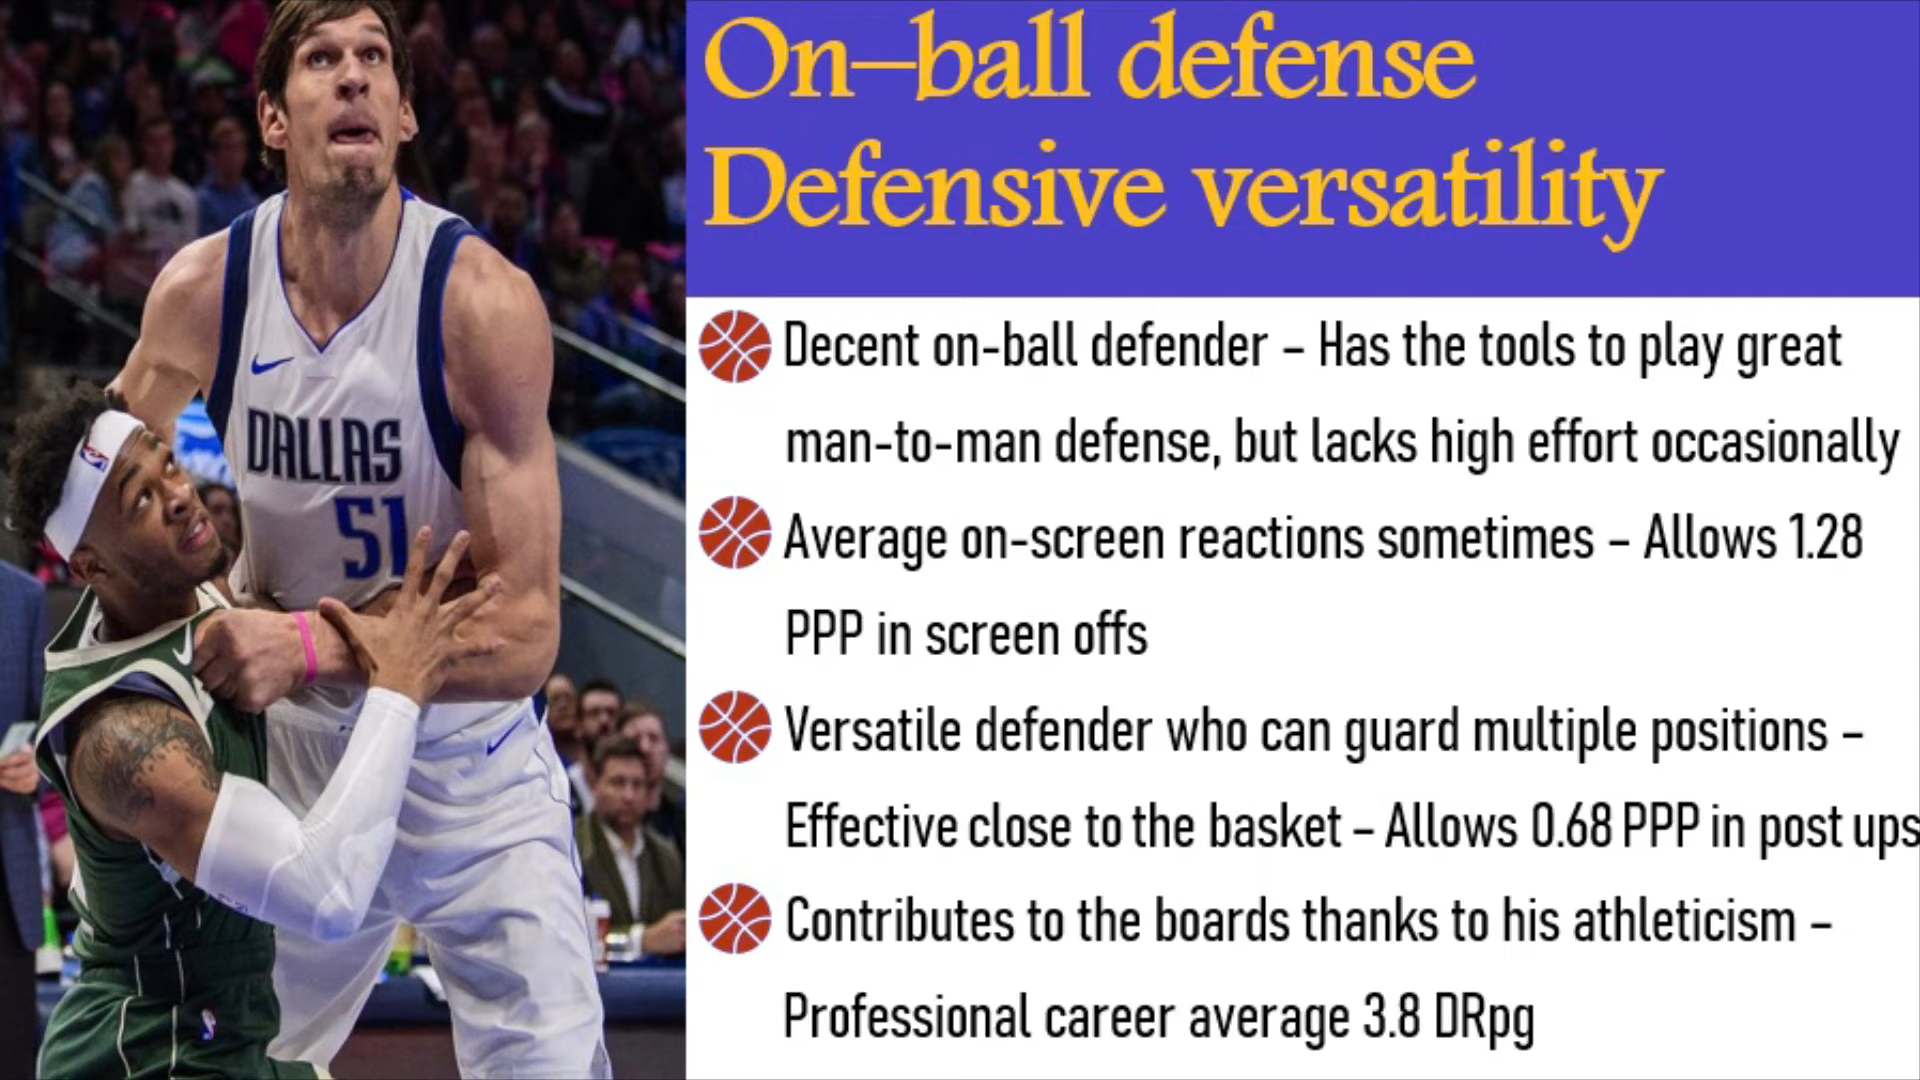 On–ball defense
Defensive versatility
Decent on-ball defender – Has the tools to play great
man-to-man defense, but lacks high effort occasionally
Average on-screen reactions sometimes – Allows 1.28
PPP in screen offs
Versatile defender who can guard multiple positions –
Effective close to the basket – Allows 0.68 PPP in post ups
Contributes to the boards thanks to his athleticism –
Professional career average 3.8 DRpg
DALLAS
51